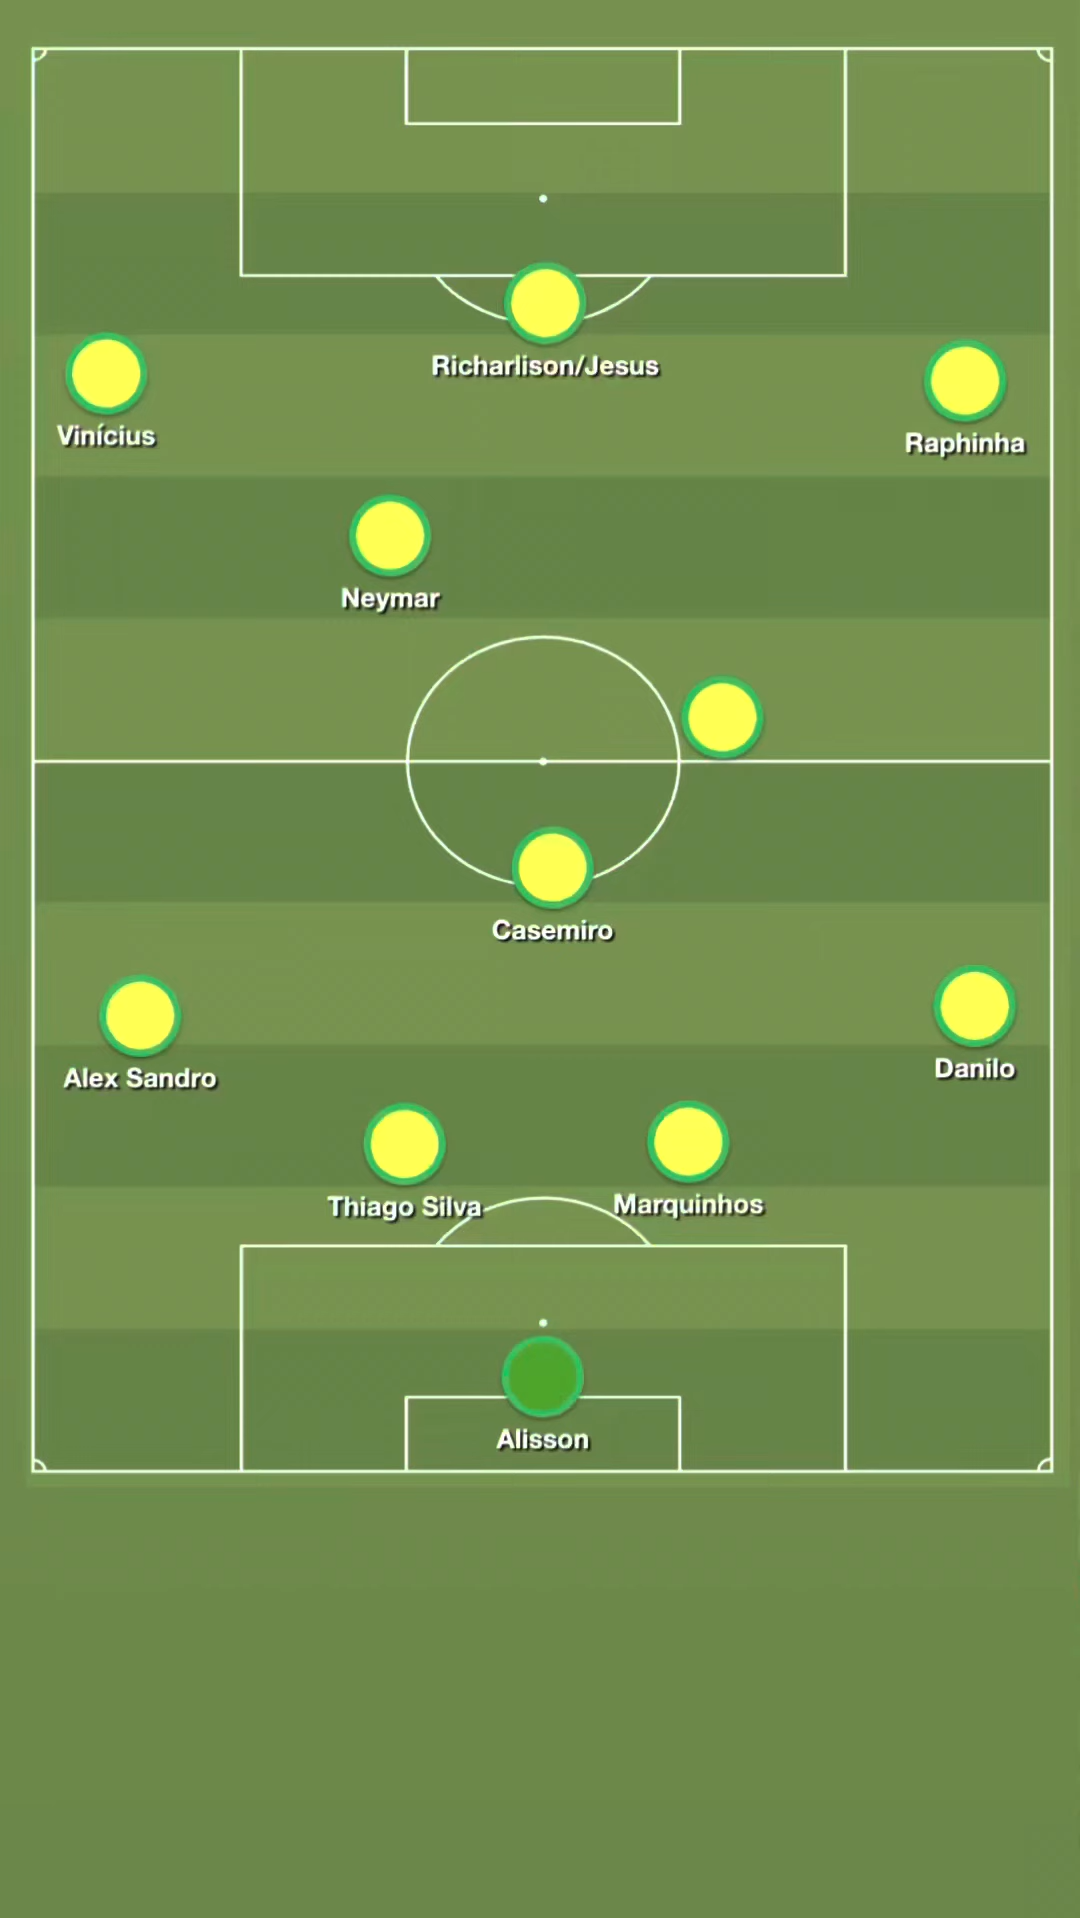 Richarlison/Jesus
Vinícius
Raphinha
Neymar
Casemiro
Alex Sandro
Danilo
Thiago Silva
Marquinhos
Alisson